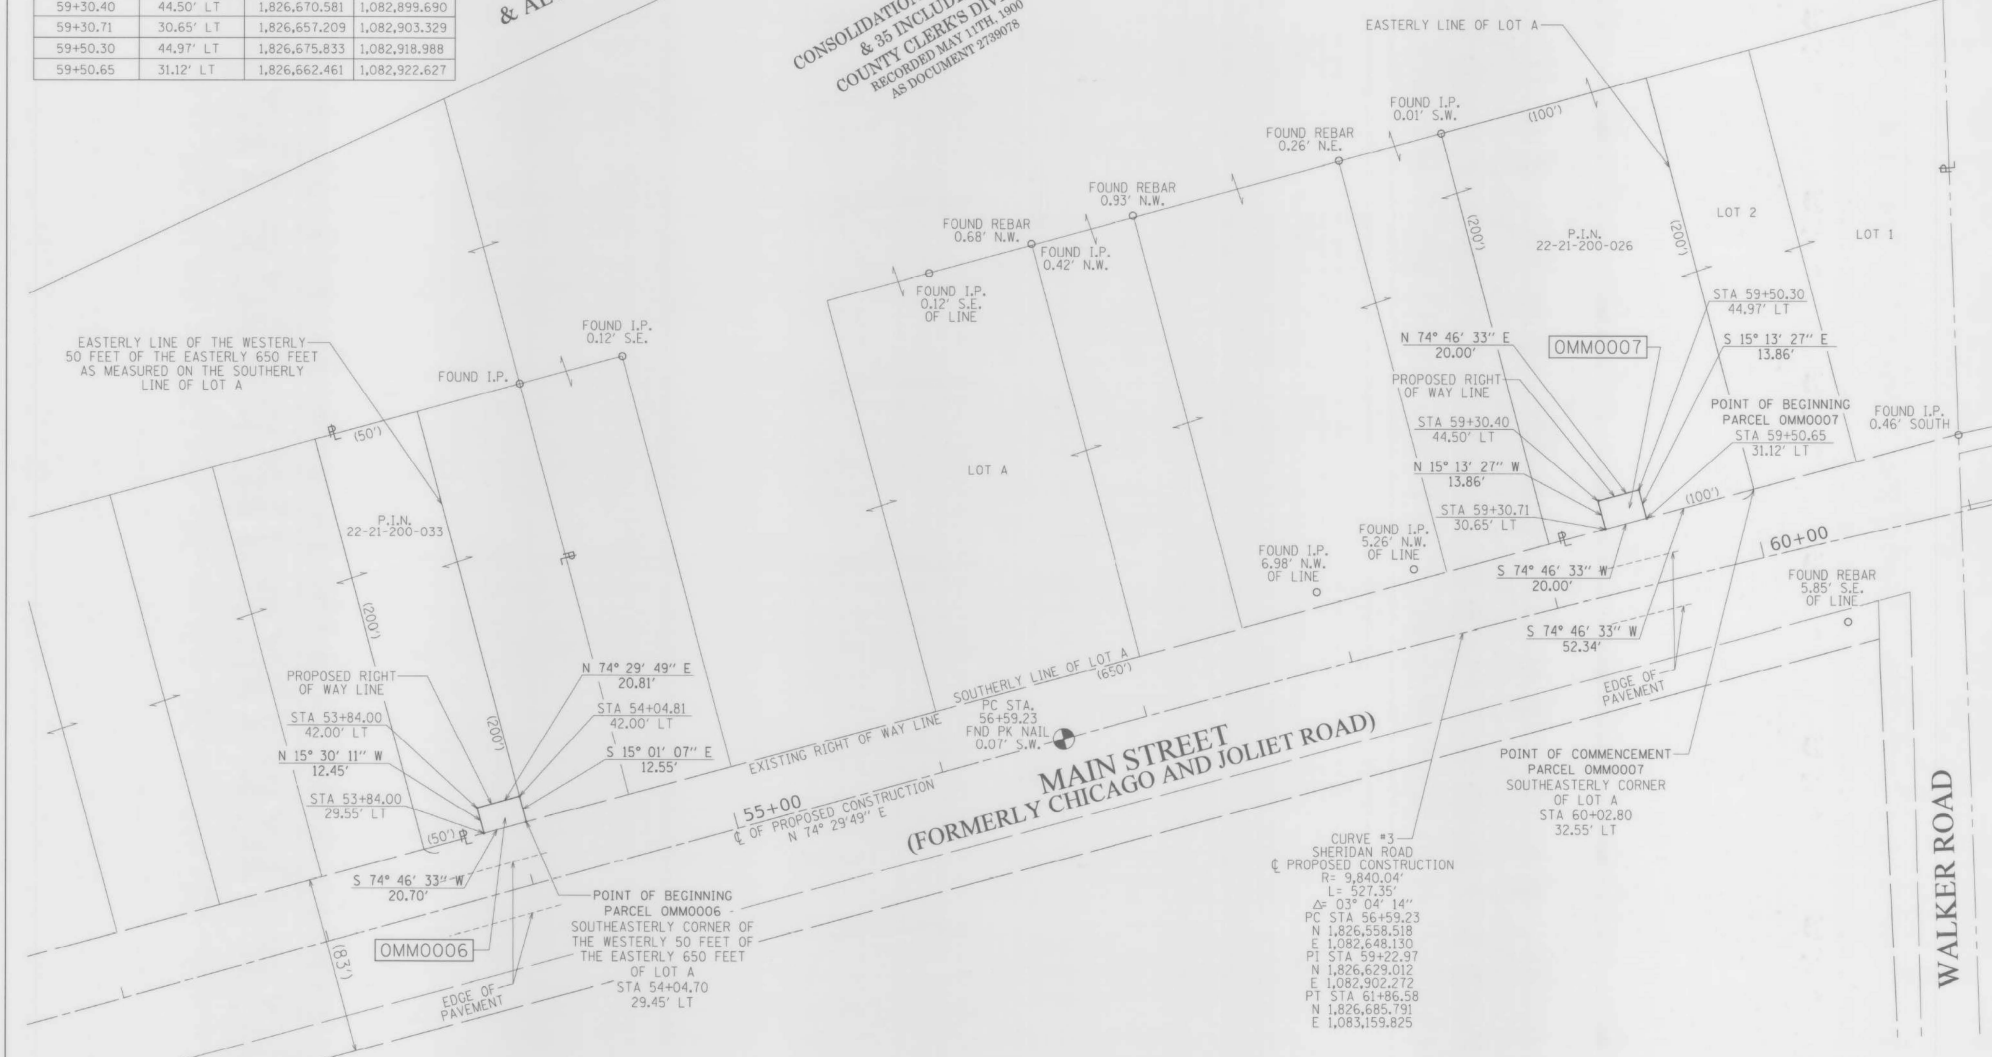 59+30.40 44.50' LT 1,826,670.581 1,082,899.690
59+30.71 30.65' LT 1,826,657.209 1,082,903.329
59+50.30 44.97' LT 1,826,675.833 1,082,918.988
59+50.65 31.12' LT 1,826,662.461 1,082,922.627
CONSOLIDATION
& 35 INCLUD
COUNTY CLERK'S DIV
RECORDED MAY 11TH, 1900
AS DOCUMENT 2739078
EASTERLY LINE OF LOT A
FOUND I.P.
0.01' S.W.
(100')
FOUND REBAR
0.26' N.E.
FOUND REBAR
0.93' N.W.
FOUND REBAR
0.68' N.W.
FOUND I.P.
0.42' N.W.
FOUND I.P.
0.12' S.E.
OF LINE
(200')
P.I.N.
22-21-200-026
(200')
LOT 2
LOT 1
EASTERLY LINE OF THE WESTERLY
50 FEET OF THE EASTERLY 650 FEET
AS MEASURED ON THE SOUTHERLY
LINE OF LOT A
FOUND I.P.
0.12' S.E.
FOUND I.P.
(50')
P.I.N.
22-21-200-033
LOT A
N 74° 46' 33" E
20.00'
OMM0007
STA 59+50.30
44.97' LT
S 15° 13' 27" E
13.86'
PROPOSED RIGHT
OF WAY LINE
POINT OF BEGINNING
PARCEL OMM0007
STA 59+50.65
31.12' LT
FOUND I.P.
0.46' SOUTH
STA 59+30.40
44.50' LT
N 15° 13' 27" W
13.86'
STA 59+30.71
30.65' LT
(100')
FOUND I.P.
5.26' N.W.
OF LINE
FOUND I.P.
6.98' N.W.
OF LINE
60+00
S 74° 46' 33" W
20.00'
FOUND REBAR
5.85' S.E.
OF LINE
S 74° 46' 33" W
52.34'
EDGE OF
PAVEMENT
(200')
PROPOSED RIGHT
OF WAY LINE
STA 53+84.00
42.00' LT
N 15° 30' 11" W
12.45'
STA 53+84.00
29.55' LT
(200')
N 74° 29' 49" E
20.81'
STA 54+04.81
42.00' LT
S 15° 01' 07" E
12.55'
(50')
S 74° 46' 33" W
20.70'
OMM0006
(83')
EDGE OF
PAVEMENT
POINT OF BEGINNING
PARCEL OMM0006
SOUTHEASTERLY CORNER OF
THE WESTERLY 50 FEET OF
THE EASTERLY 650 FEET
OF LOT A
STA 54+04.70
29.45' LT
EXISTING RIGHT OF WAY LINE
SOUTHERLY LINE OF LOT A
(650')
PC STA.
56+59.23
FND PK NAIL
0.07' S.W.
55+00
℄ OF PROPOSED CONSTRUCTION
N 74° 29'49" E
MAIN STREET
(FORMERLY CHICAGO AND JOLIET ROAD)
CURVE #3
SHERIDAN ROAD
℄ PROPOSED CONSTRUCTION
R= 9,840.04'
L= 527.35'
Δ= 03° 04' 14"
PC STA 56+59.23
N 1,826,558.518
E 1,082,648.130
PI STA 59+22.97
N 1,826,629.012
E 1,082,902.272
PT STA 61+86.58
N 1,826,685.791
E 1,083,159.825
POINT OF COMMENCEMENT
PARCEL OMM0007
SOUTHEASTERLY CORNER
OF LOT A
STA 60+02.80
32.55' LT
WALKER ROAD